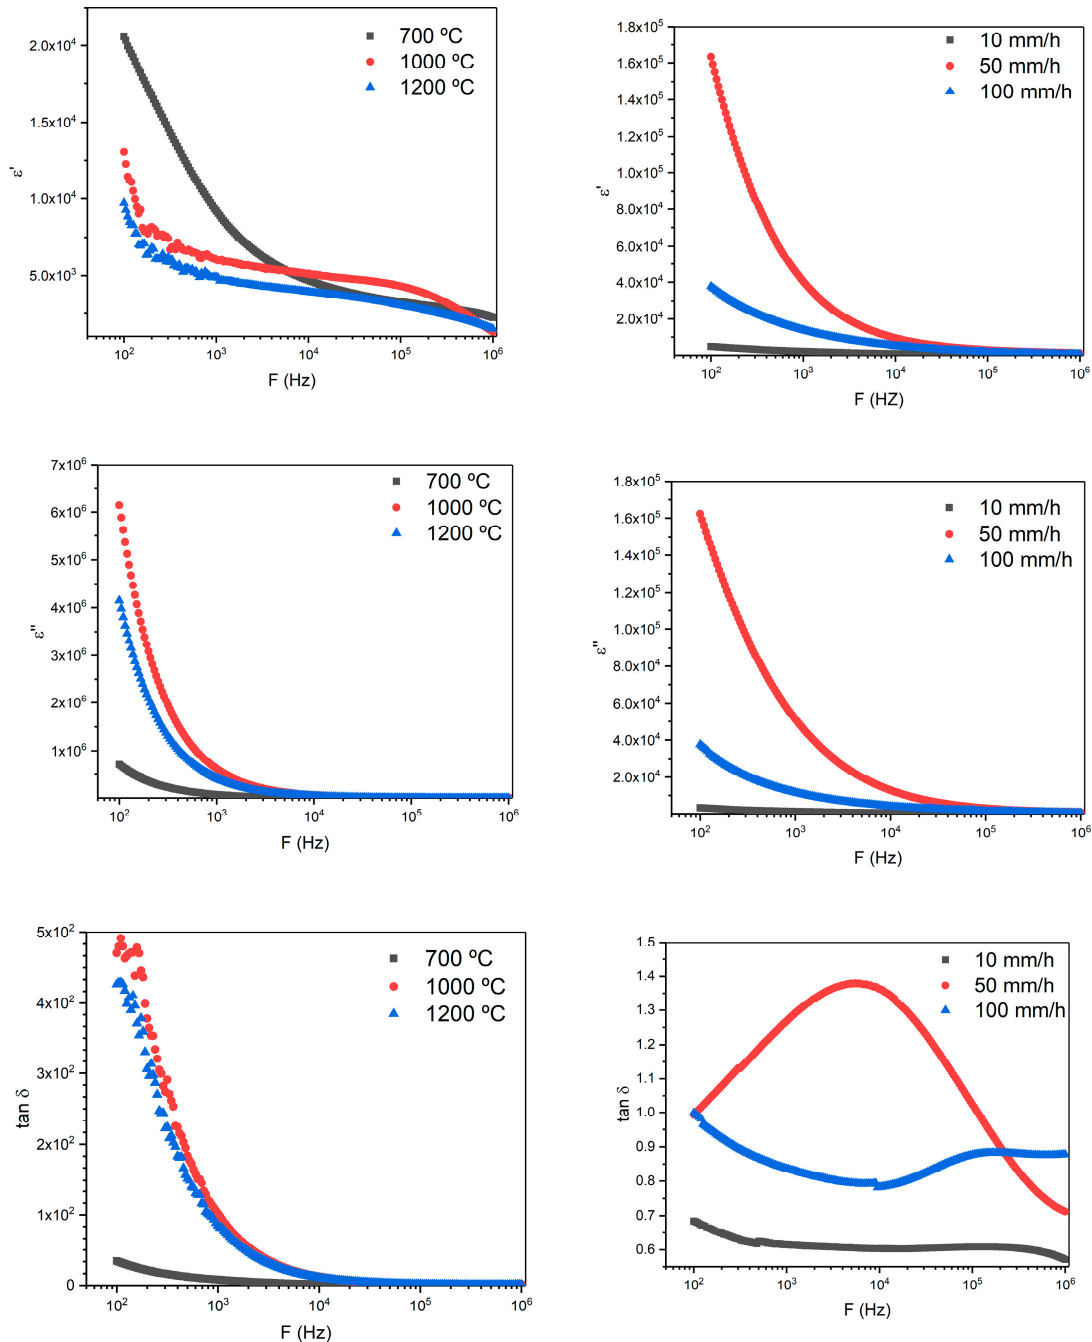 ε'
2.0x10⁴
1.5x10⁴
1.0x10⁴
5.0x10³
700 ºC
1000 ºC
1200 ºC
10² 10³ 10⁴ 10⁵ 10⁶
F (Hz)
ε'
1.8x10⁵
1.6x10⁵
1.4x10⁵
1.2x10⁵
1.0x10⁵
8.0x10⁴
6.0x10⁴
4.0x10⁴
2.0x10⁴
10 mm/h
50 mm/h
100 mm/h
10² 10³ 10⁴ 10⁵ 10⁶
F (HZ)
ε''
7x10⁶
6x10⁶
5x10⁶
4x10⁶
3x10⁶
2x10⁶
1x10⁶
700 ºC
1000 ºC
1200 ºC
10² 10³ 10⁴ 10⁵ 10⁶
F (Hz)
ε''
1.8x10⁵
1.6x10⁵
1.4x10⁵
1.2x10⁵
1.0x10⁵
8.0x10⁴
6.0x10⁴
4.0x10⁴
2.0x10⁴
10 mm/h
50 mm/h
100 mm/h
10² 10³ 10⁴ 10⁵ 10⁶
F (Hz)
tan δ
5x10²
4x10²
3x10²
2x10²
1x10²
0
700 ºC
1000 ºC
1200 ºC
10² 10³ 10⁴ 10⁵ 10⁶
F (Hz)
tan δ
1.5
1.4
1.3
1.2
1.1
1.0
0.9
0.8
0.7
0.6
10 mm/h
50 mm/h
100 mm/h
10² 10³ 10⁴ 10⁵ 10⁶
F (Hz)